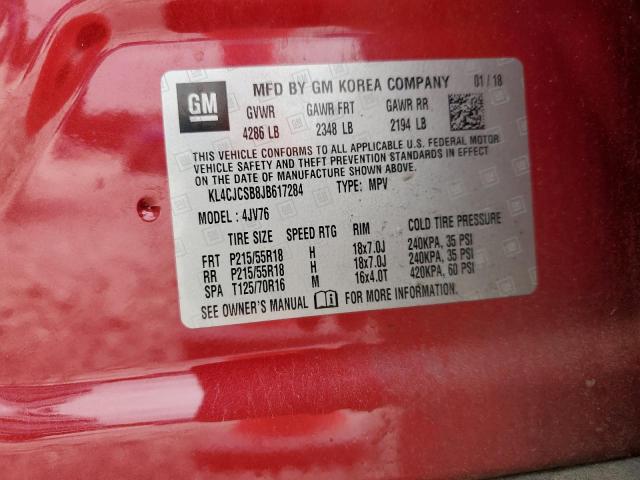 GM
MFD BY GM KOREA COMPANY 01 / 18
GVWR GAWR FRT GAWR RR
4286 LB 2348 LB 2194 LB
THIS VEHICLE CONFORMS TO ALL APPLICABLE U.S. FEDERAL MOTOR
VEHICLE SAFETY AND THEFT PREVENTION STANDARDS IN EFFECT ON
THE DATE OF MANUFACTURE SHOWN ABOVE.
KL4CJCSB8JB617284 TYPE: MPV
MODEL : 4JV76
TIRE SIZE SPEED RTG RIM COLD TIRE PRESSURE
FRT P215/55R18 H 18x7.0J 240KPA, 35 PSI
RR P215/55R18 H 18x7.0J 240KPA, 35 PSI
SPA T125/70R16 M 16x4.0T 420KPA, 60 PSI
SEE OWNER'S MANUAL FOR MORE INFORMATION.